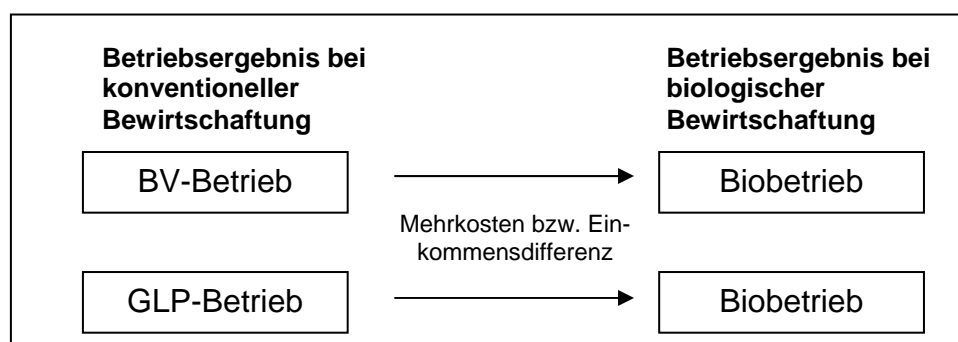 Betriebsergebnis bei
konventioneller
Bewirtschaftung
Betriebsergebnis bei
biologischer
Bewirtschaftung
BV-Betrieb
Biobetrieb
Mehrkosten bzw. Ein-
kommensdifferenz
GLP-Betrieb
Biobetrieb